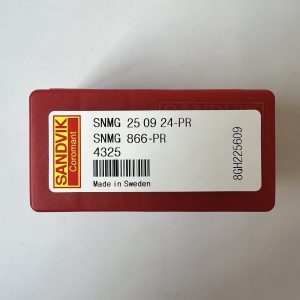 SANDVIK
Coromant
SNMG 25 09 24-PR
SNMG 866-PR
4325
Made in Sweden
8GH225609